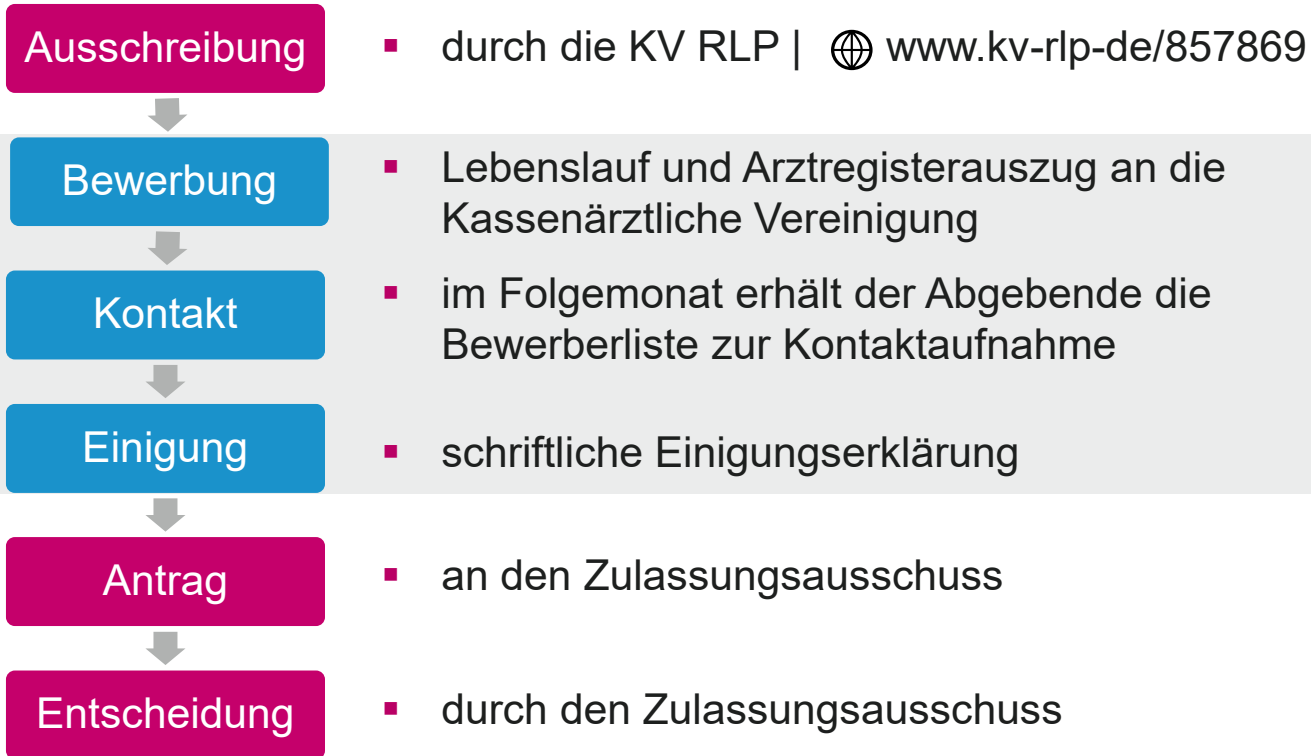 Ausschreibung
▪ durch die KV RLP | www.kv-rlp-de/857869
Bewerbung
▪ Lebenslauf und Arztregisterauszug an die
Kassenärztliche Vereinigung
Kontakt
▪ im Folgemonat erhält der Abgebende die
Bewerberliste zur Kontaktaufnahme
Einigung
▪ schriftliche Einigungserklärung
Antrag
▪ an den Zulassungsausschuss
Entscheidung
▪ durch den Zulassungsausschuss